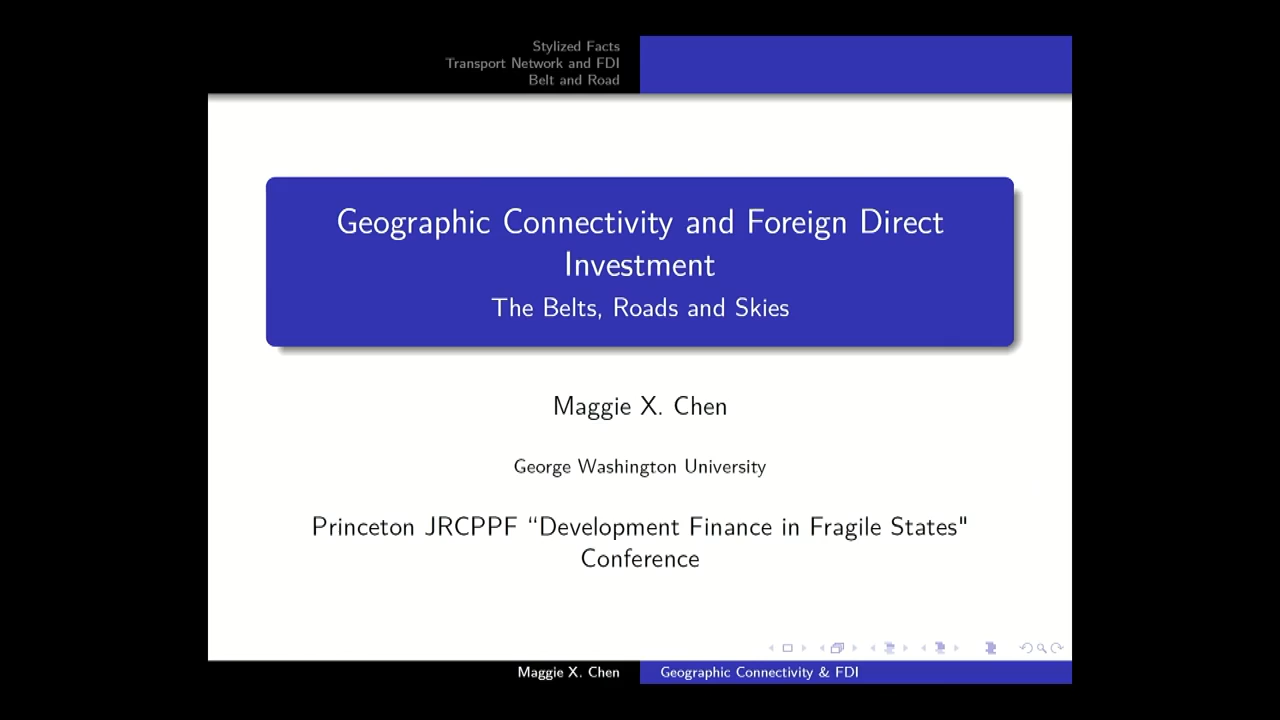 Stylized Facts
Transport Network and FDI
Belt and Road
Geographic Connectivity and Foreign Direct
Investment
The Belts, Roads and Skies
Maggie X. Chen
George Washington University
Princeton JRCPPF “Development Finance in Fragile States"
Conference
Maggie X. Chen
Geographic Connectivity & FDI